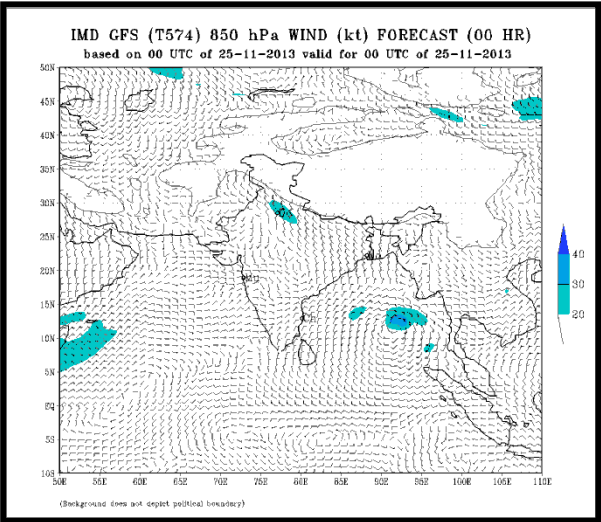 IMD GFS (T574) 850 hPa WIND (kt) FORECAST (00 HR)
based on 00 UTC of 25-11-2013 valid for 00 UTC of 25-11-2013
50N
45N
40N
35N
30N
25N
20N
15N
10N
5N
5S
10S
50E 55E 60E 65E 70E 75E 80E 85E 90E 95E 100E 105E 110E
40
30
20
(Background does not depict political boundary)